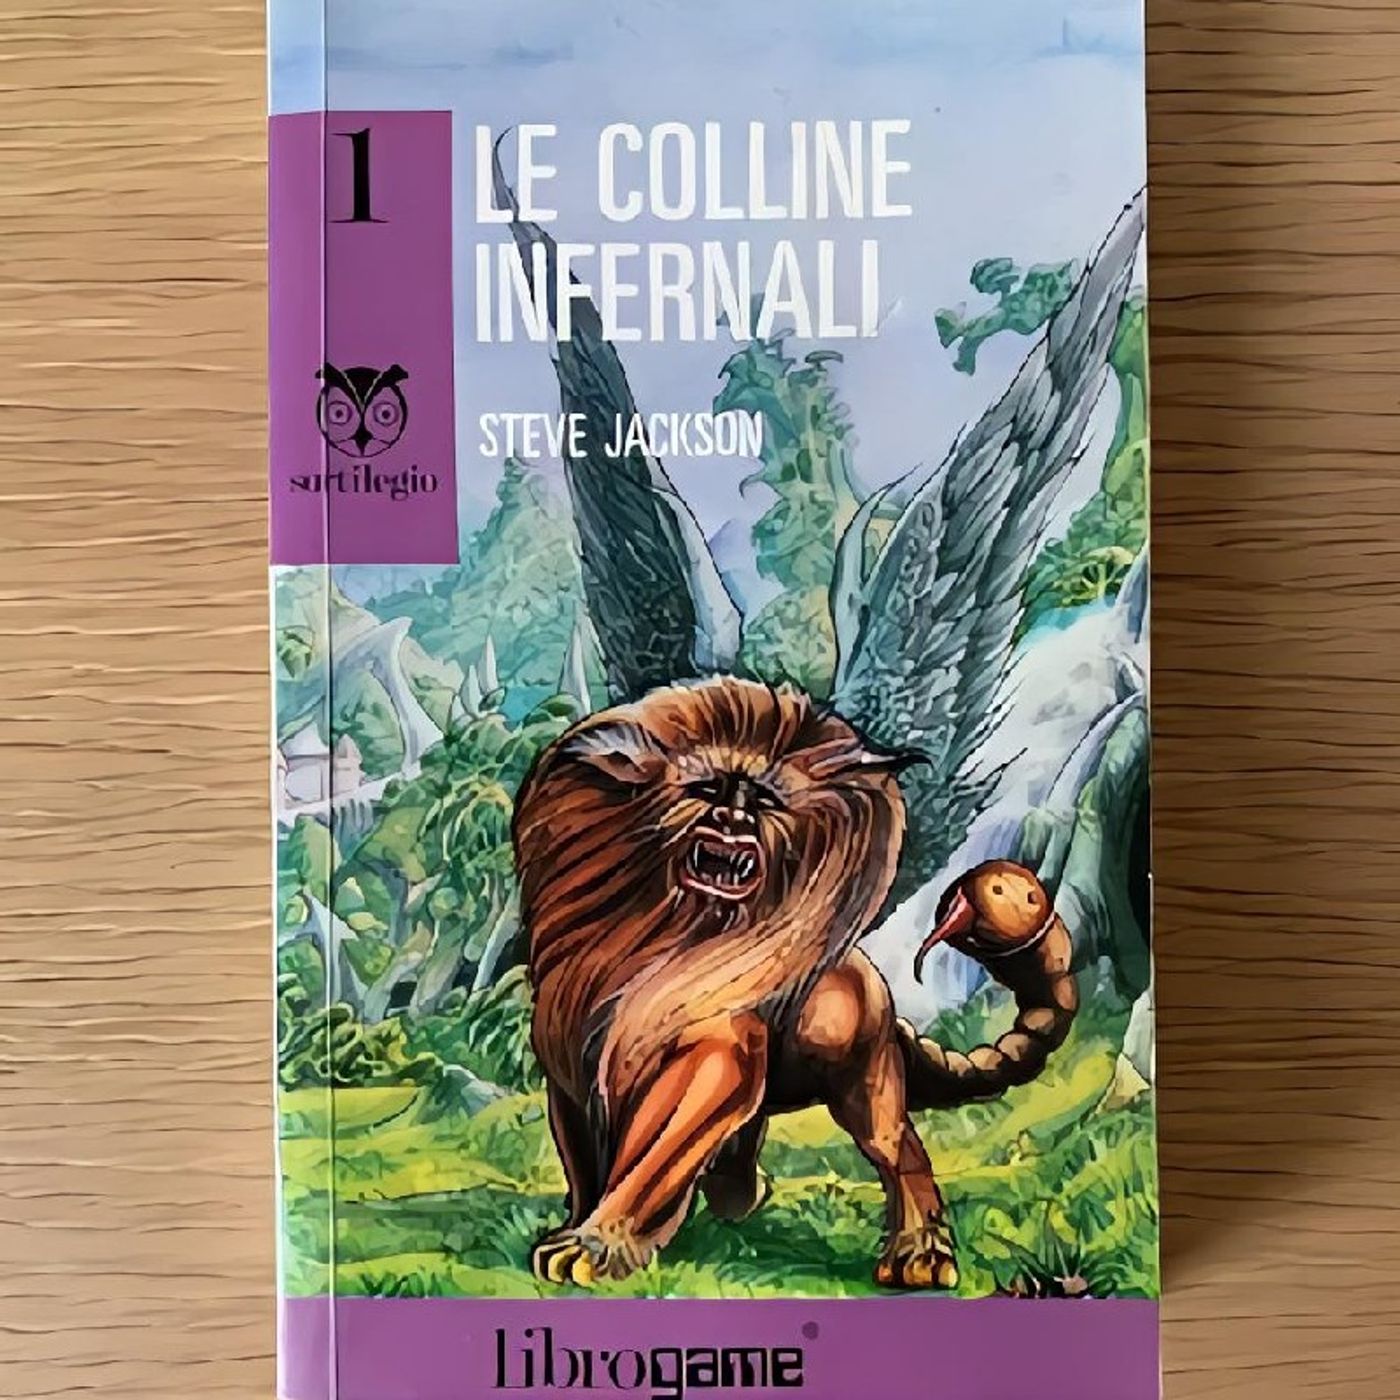 1
LE COLLINE
INFERNALI
STEVE JACKSON
sortilegio
librogame®